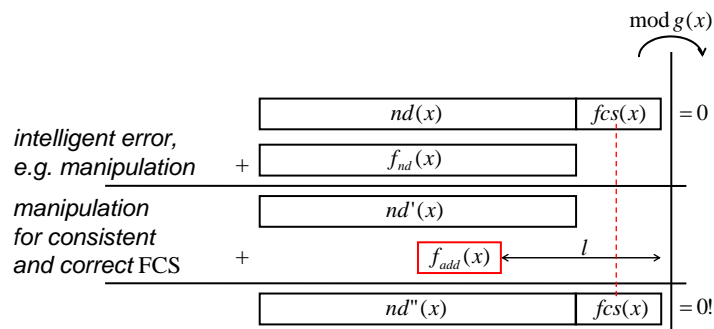 mod g(x)
nd(x) fcs(x) =0
intelligent error,
e.g. manipulation + f_nd(x)
manipulation nd'(x)
for consistent
and correct FCS + f_add(x) l
nd"(x) fcs(x) =0!